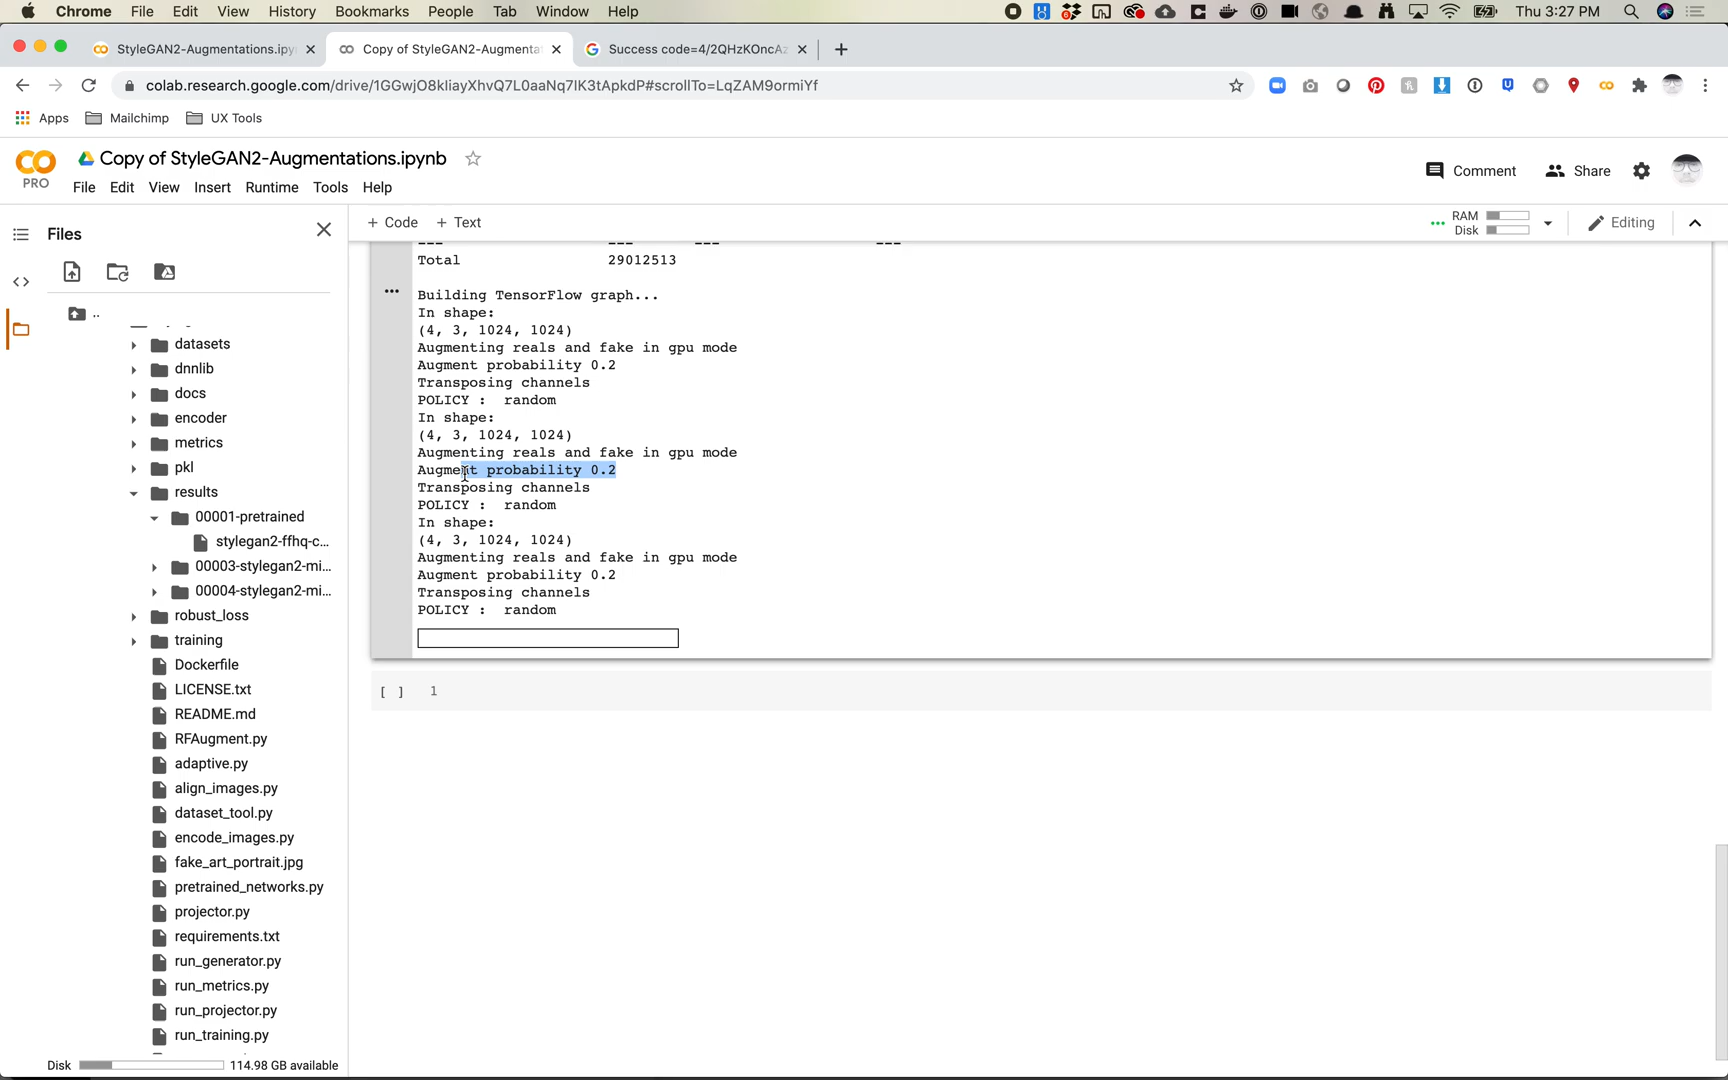 Chrome File Edit View History Bookmarks People Tab Window Help Thu 3:27 PM
StyleGAN2-Augmentations.ipy Copy of StyleGAN2-Augmenta Success code=4/2QHzKOncAz
colab.research.google.com/drive/1GGwjO8kIiayXhvQ7L0aaNq7IK3tApkdP#scrollTo=LqZAM9ormiYf
Apps Mailchimp UX Tools
Copy of StyleGAN2-Augmentations.ipynb
PRO
File Edit View Insert Runtime Tools Help
Comment Share
Files
+ Code + Text
RAM
Disk
Editing
..
datasets
dnnlib
docs
encoder
metrics
pkl
results
00001-pretrained
stylegan2-ffhq-c...
00003-stylegan2-mi...
00004-stylegan2-mi...
robust_loss
training
Dockerfile
LICENSE.txt
README.md
RFAugment.py
adaptive.py
align_images.py
dataset_tool.py
encode_images.py
fake_art_portrait.jpg
pretrained_networks.py
projector.py
requirements.txt
run_generator.py
run_metrics.py
run_projector.py
run_training.py
Disk 114.98 GB available
--- --- --- ---
Total 29012513
Building TensorFlow graph...
In shape:
(4, 3, 1024, 1024)
Augmenting reals and fake in gpu mode
Augment probability 0.2
Transposing channels
POLICY : random
In shape:
(4, 3, 1024, 1024)
Augmenting reals and fake in gpu mode
Augment probability 0.2
Transposing channels
POLICY : random
In shape:
(4, 3, 1024, 1024)
Augmenting reals and fake in gpu mode
Augment probability 0.2
Transposing channels
POLICY : random
[ ] 1